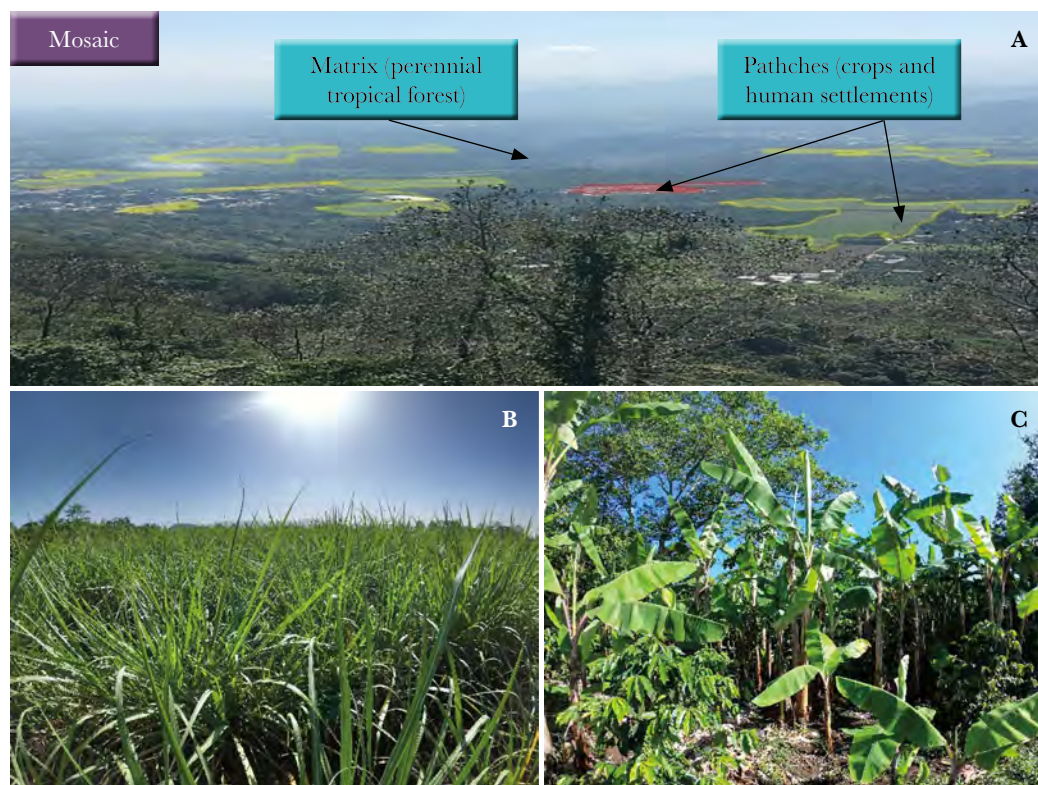 Mosaic
A
Matrix (perennial
tropical forest)
Pathches (crops and
human settlements)
B
C